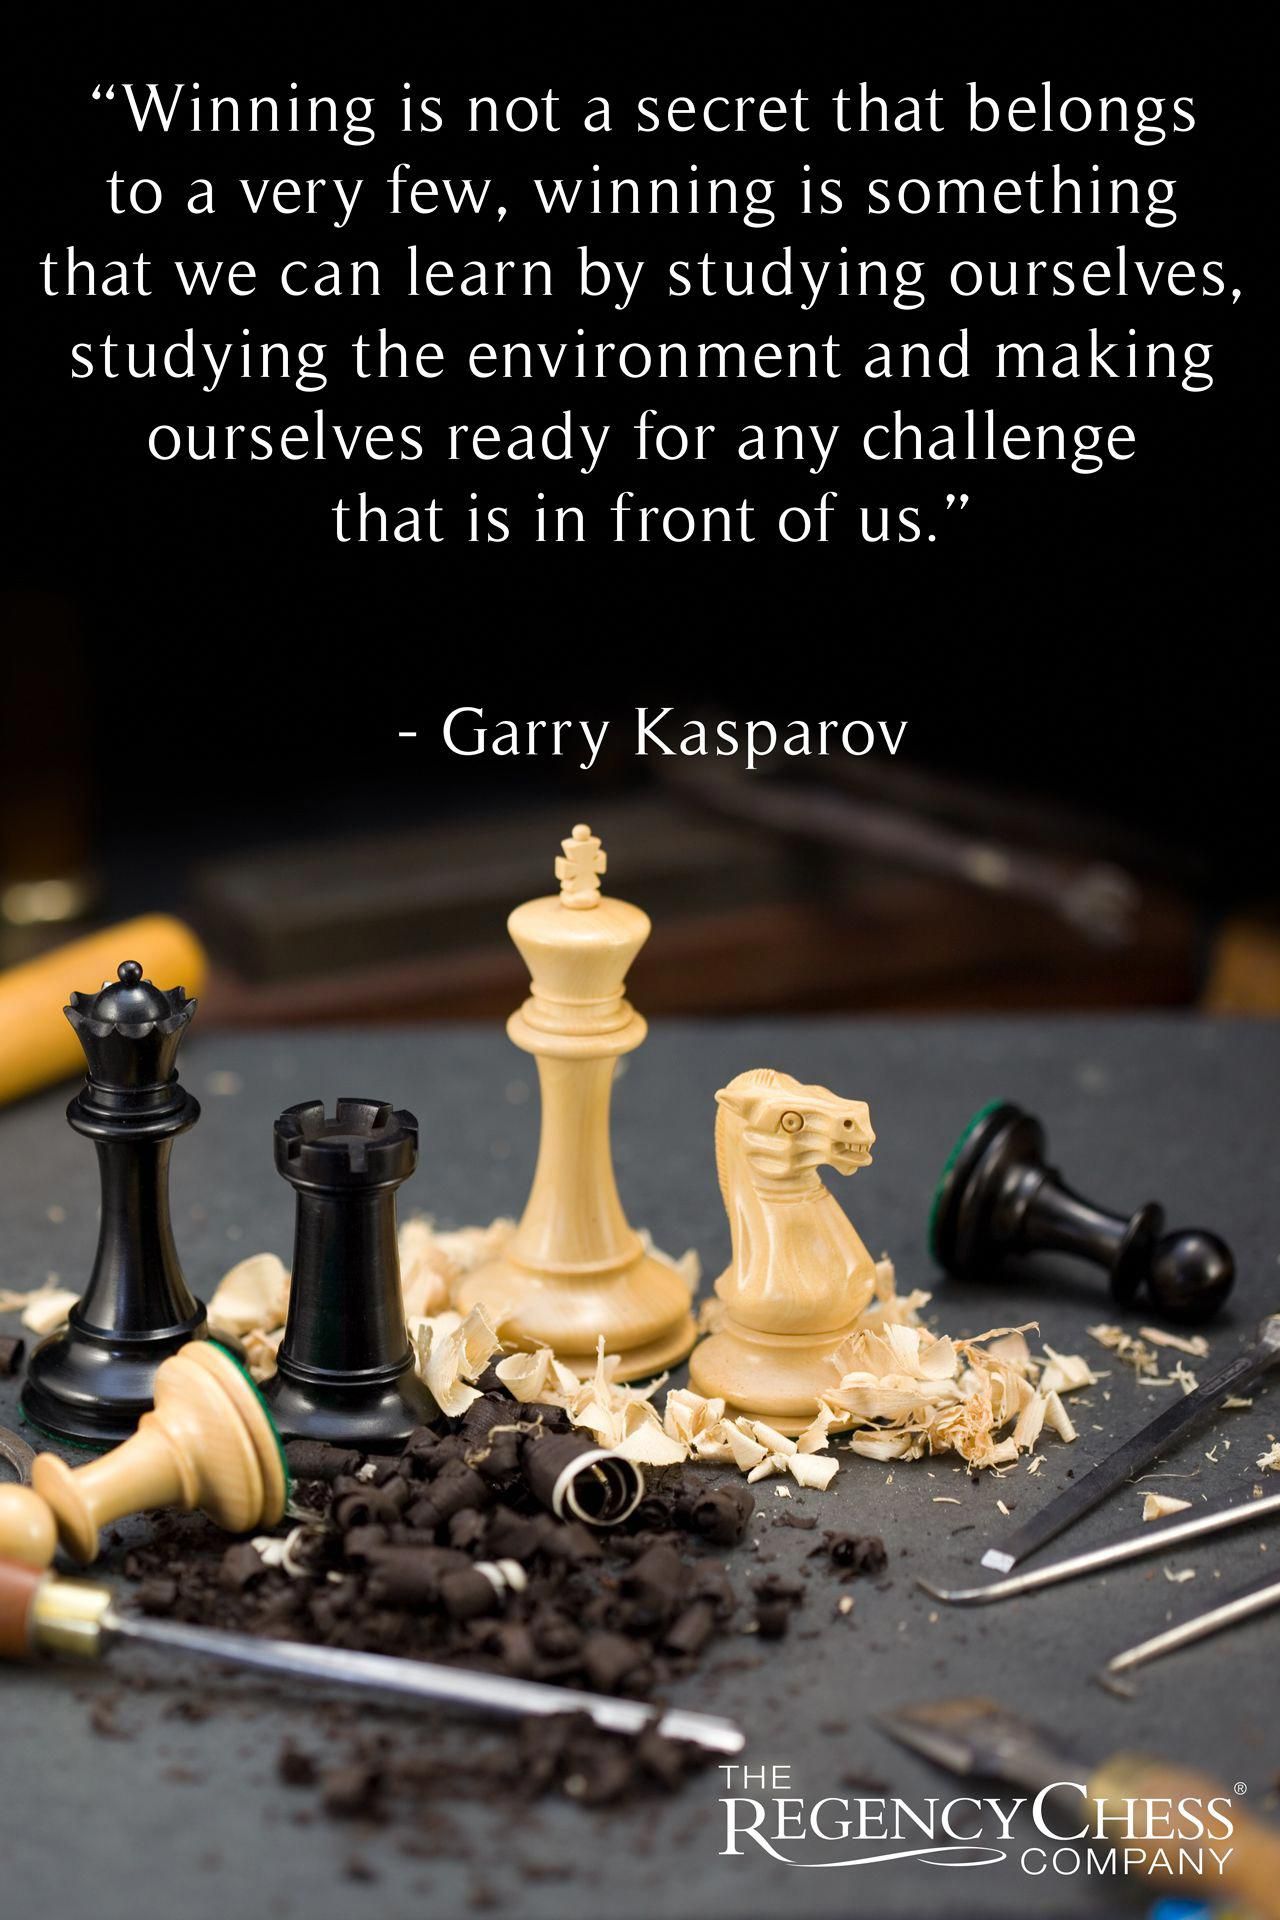 “Winning is not a secret that belongs
to a very few, winning is something
that we can learn by studying ourselves,
studying the environment and making
ourselves ready for any challenge
that is in front of us.”
- Garry Kasparov
THE
REGENCY CHESS®
COMPANY